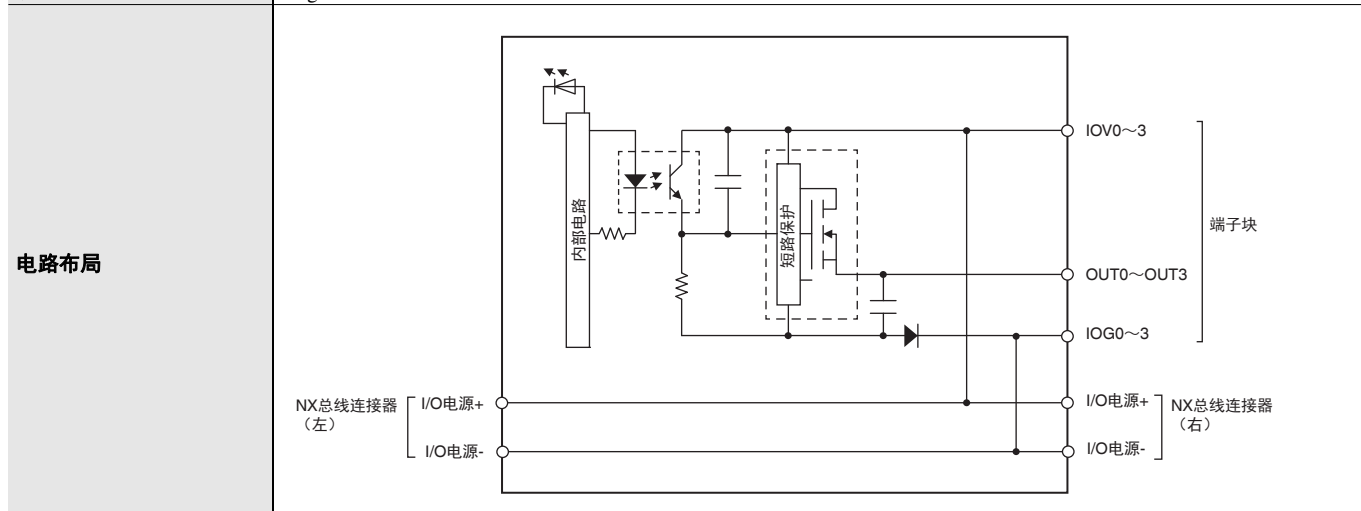 电路布局
内部电路
短路保护
IOV0～3
端子块
OUT0～OUT3
IOG0～3
NX总线连接器
（左）
I/O电源+
I/O电源-
I/O电源+
I/O电源-
NX总线连接器
（右）